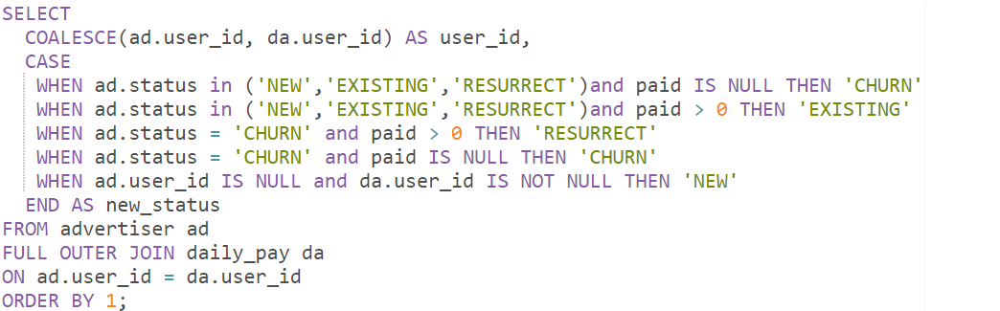 SELECT
COALESCE(ad.user_id, da.user_id) AS user_id,
CASE
WHEN ad.status in ('NEW','EXISTING','RESURRECT')and paid IS NULL THEN 'CHURN'
WHEN ad.status in ('NEW','EXISTING','RESURRECT')and paid > 0 THEN 'EXISTING'
WHEN ad.status = 'CHURN' and paid > 0 THEN 'RESURRECT'
WHEN ad.status = 'CHURN' and paid IS NULL THEN 'CHURN'
WHEN ad.user_id IS NULL and da.user_id IS NOT NULL THEN 'NEW'
END AS new_status
FROM advertiser ad
FULL OUTER JOIN daily_pay da
ON ad.user_id = da.user_id
ORDER BY 1;